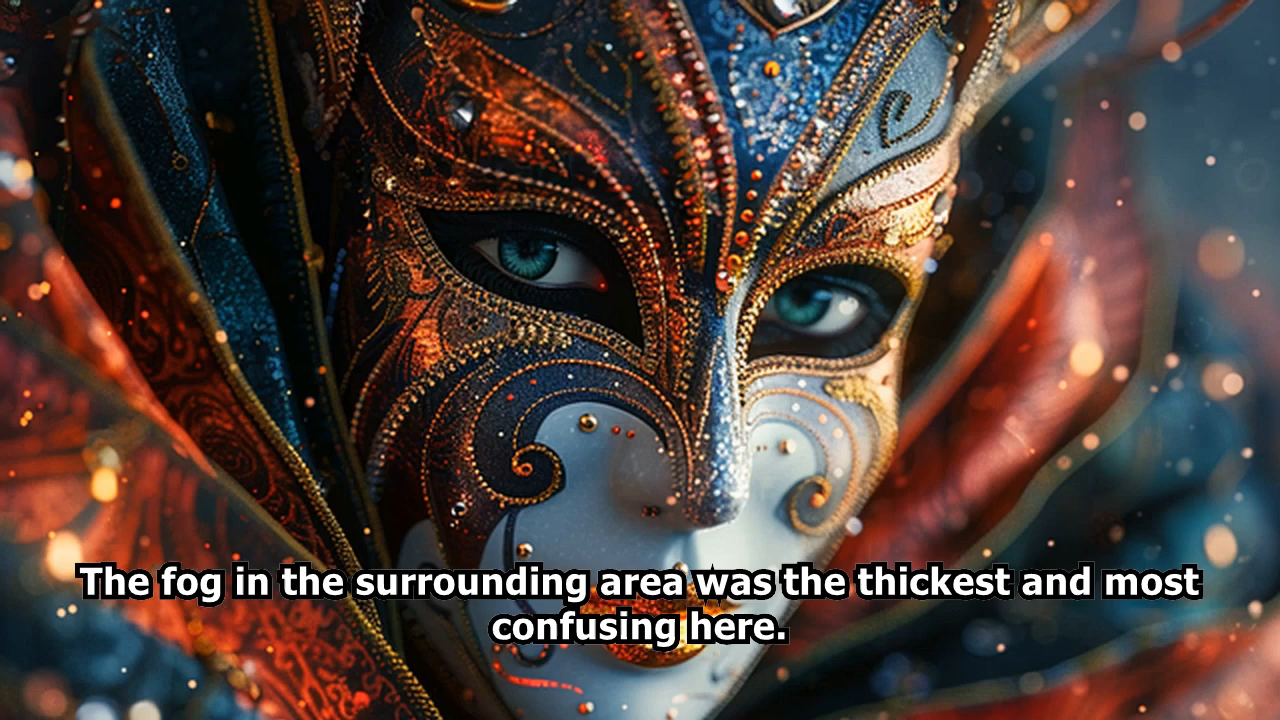 The fog in the surrounding area was the thickest and most
confusing here.